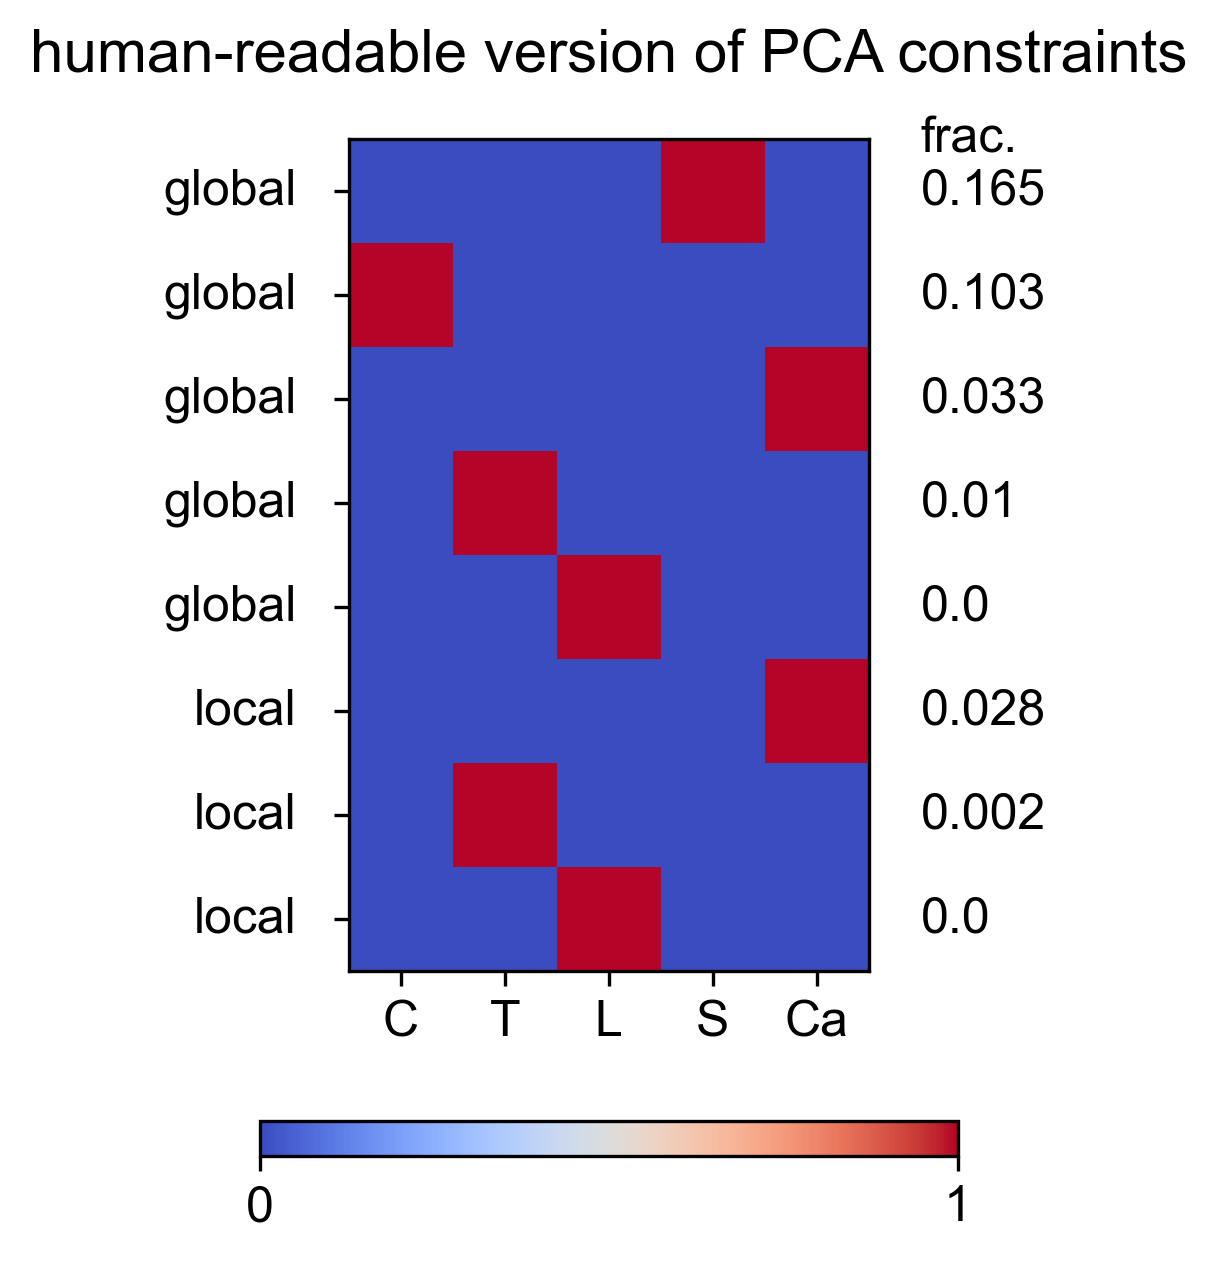 human-readable version of PCA constraints
frac.
global 0.165
global 0.103
global 0.033
global 0.01
global 0.0
local 0.028
local 0.002
local 0.0
C T L S Ca
0 1